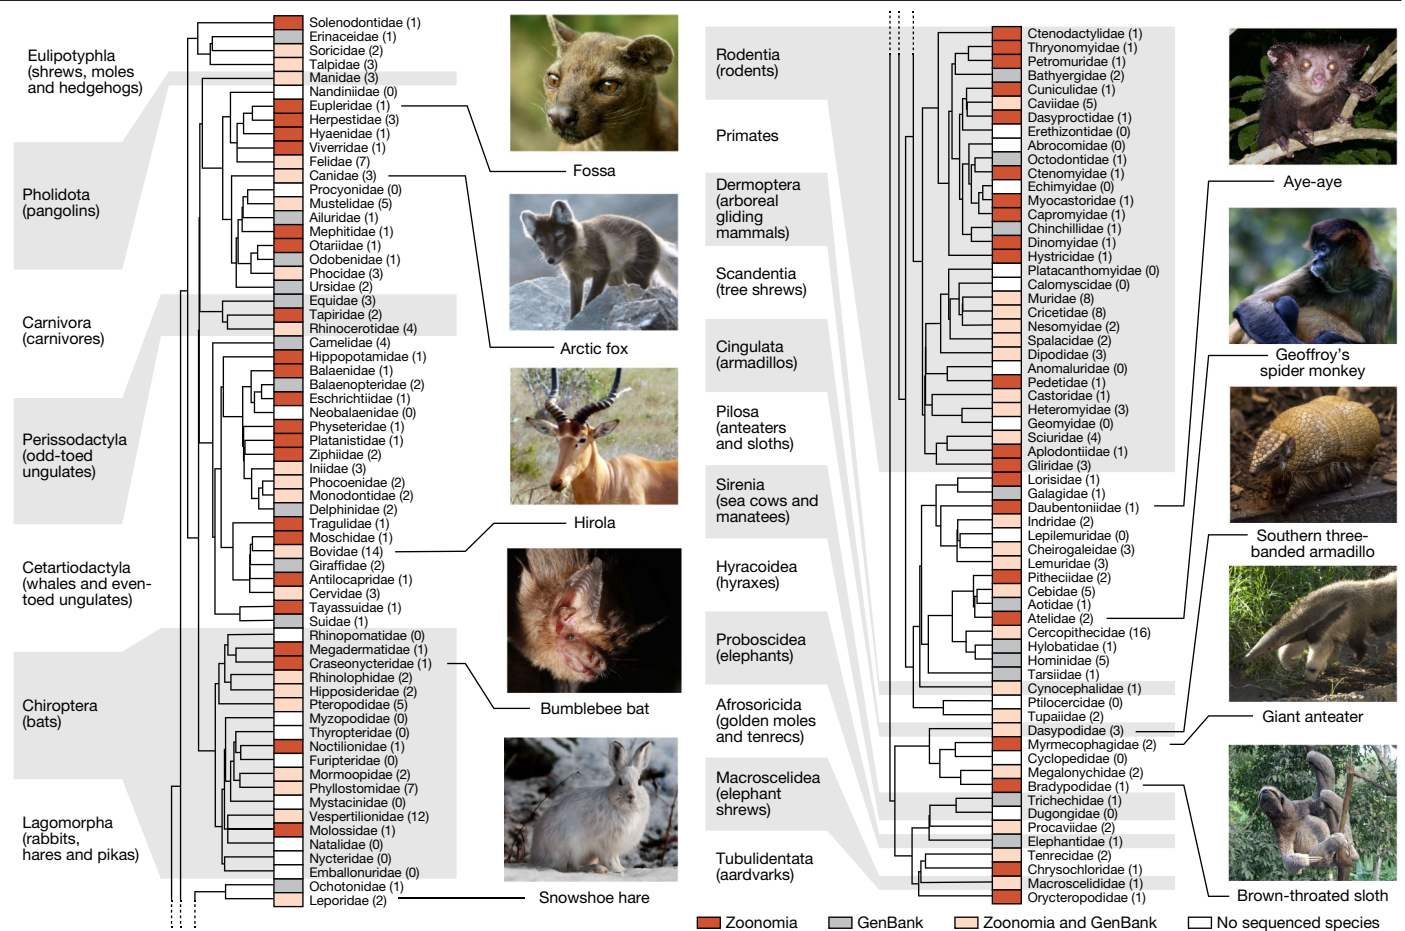 Eulipotyphla
(shrews, moles
and hedgehogs)
Pholidota
(pangolins)
Carnivora
(carnivores)
Perissodactyla
(odd-toed
ungulates)
Cetartiodactyla
(whales and even-
toed ungulates)
Chiroptera
(bats)
Lagomorpha
(rabbits,
hares and pikas)
Solenodontidae (1)
Erinaceidae (1)
Soricidae (2)
Talpidae (3)
Manidae (3)
Nandiniidae (0)
Eupleridae (1)
Herpestidae (3)
Hyaenidae (1)
Viverridae (1)
Felidae (7)
Canidae (3)
Procyonidae (0)
Mustelidae (5)
Ailuridae (1)
Mephitidae (1)
Otariidae (1)
Odobenidae (1)
Phocidae (3)
Ursidae (2)
Equidae (3)
Tapiridae (2)
Rhinocerotidae (4)
Camelidae (4)
Hippopotamidae (1)
Balaenidae (1)
Balaenopteridae (2)
Eschrichtiidae (1)
Neobalaenidae (0)
Physeteridae (1)
Platanistidae (1)
Ziphiidae (2)
Iniidae (3)
Phocoenidae (2)
Monodontidae (2)
Delphinidae (2)
Tragulidae (1)
Moschidae (1)
Bovidae (14)
Giraffidae (2)
Antilocapridae (1)
Cervidae (3)
Tayassuidae (1)
Suidae (1)
Rhinopomatidae (0)
Megadermatidae (1)
Craseonycteridae (1)
Rhinolophidae (2)
Hipposideridae (2)
Pteropodidae (5)
Myzopodidae (0)
Thyropteridae (0)
Noctilionidae (1)
Furipteridae (0)
Mormoopidae (2)
Phyllostomidae (7)
Mystacinidae (0)
Vespertilionidae (12)
Molossidae (1)
Natalidae (0)
Nycteridae (0)
Emballonuridae (0)
Ochotonidae (1)
Leporidae (2)
Fossa
Arctic fox
Hirola
Bumblebee bat
Snowshoe hare
Rodentia
(rodents)
Primates
Dermoptera
(arboreal
gliding
mammals)
Scandentia
(tree shrews)
Cingulata
(armadillos)
Pilosa
(anteaters
and sloths)
Sirenia
(sea cows and
manatees)
Hyracoidea
(hyraxes)
Proboscidea
(elephants)
Afrosoricida
(golden moles
and tenrecs)
Macroscelidea
(elephant
shrews)
Tubulidentata
(aardvarks)
Ctenodactylidae (1)
Thryonomyidae (1)
Petromuridae (1)
Bathyergidae (2)
Cuniculidae (1)
Caviidae (5)
Dasyproctidae (1)
Erethizontidae (0)
Abrocomidae (0)
Octodontidae (1)
Ctenomyidae (1)
Echimyidae (0)
Myocastoridae (1)
Capromyidae (1)
Chinchillidae (1)
Dinomyidae (1)
Hystricidae (1)
Platacanthomyidae (0)
Calomyscidae (0)
Muridae (8)
Cricetidae (8)
Nesomyidae (2)
Spalacidae (2)
Dipodidae (3)
Anomaluridae (0)
Pedetidae (1)
Castoridae (1)
Heteromyidae (3)
Geomyidae (0)
Sciuridae (4)
Aplodontiidae (1)
Gliridae (3)
Lorisidae (1)
Galagidae (1)
Daubentoniidae (1)
Indridae (2)
Lepilemuridae (0)
Cheirogaleidae (3)
Lemuridae (3)
Pitheciidae (2)
Cebidae (5)
Aotidae (1)
Atelidae (2)
Cercopithecidae (16)
Hylobatidae (1)
Hominidae (5)
Tarsiidae (1)
Cynocephalidae (1)
Ptilocercidae (0)
Tupaiidae (2)
Dasypodidae (3)
Myrmecophagidae (2)
Cyclopedidae (0)
Megalonychidae (2)
Bradypodidae (1)
Trichechidae (1)
Dugongidae (0)
Procaviidae (2)
Elephantidae (1)
Tenrecidae (2)
Chrysochloridae (1)
Macroscelididae (1)
Orycteropodidae (1)
Aye-aye
Geoffroy's
spider monkey
Southern three-
banded armadillo
Giant anteater
Brown-throated sloth
Zoonomia
GenBank
Zoonomia and GenBank
No sequenced species